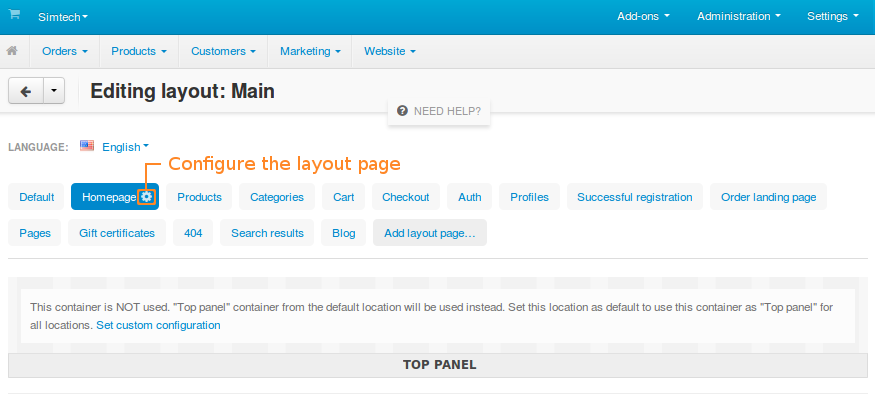 Simtech Add-ons Administration Settings
Orders Products Customers Marketing Website
Editing layout: Main
NEED HELP?
LANGUAGE: English
Configure the layout page
Default Homepage Products Categories Cart Checkout Auth Profiles Successful registration Order landing page
Pages Gift certificates 404 Search results Blog Add layout page...
This container is NOT used. "Top panel" container from the default location will be used instead. Set this location as default to use this container as "Top panel" for
all locations. Set custom configuration
TOP PANEL